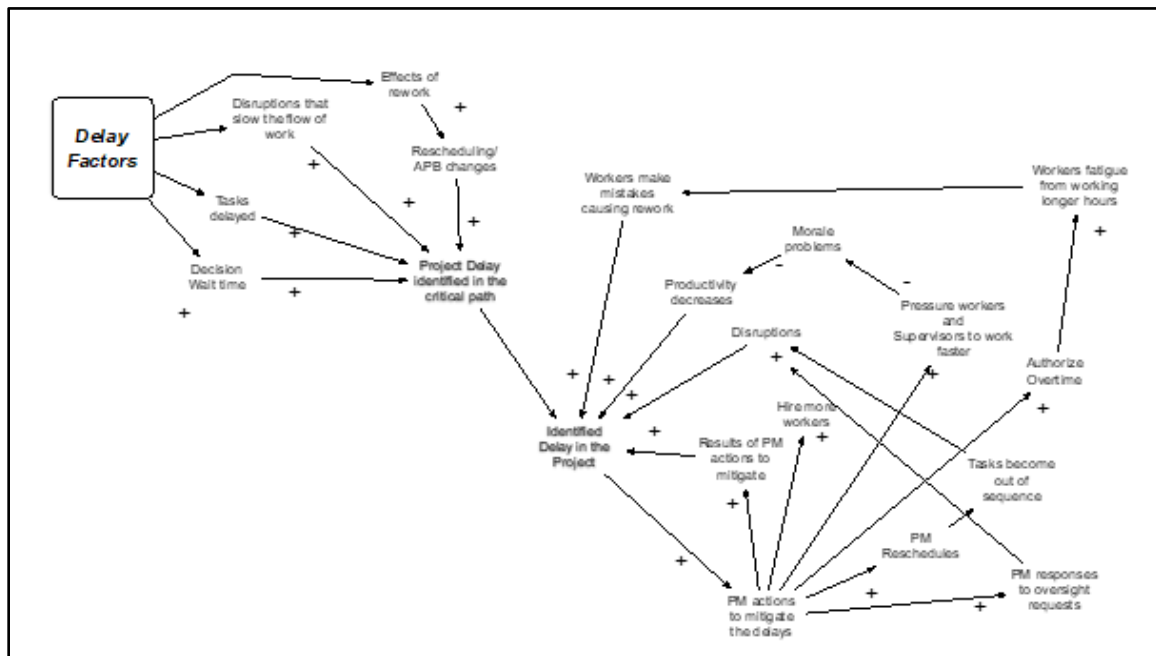 Delay
Factors
Effects of
rework
Disruptions that
slow the flow of
work
Rescheduling/
APB changes
Tasks
delayed
Decision
Wait time
Project Delay
identified in the
critical path
Workers make
mistakes
causing rework
Workers fatigue
from working
longer hours
Morale
problems
Productivity
decreases
Pressure workers
and
Supervisors to work
faster
Disruptions
Authorize
Overtime
Hire more
workers
Identified
Delay in the
Project
Results of PM
actions to
mitigate
Tasks become
out of
sequence
PM
Reschedules
PM responses
to oversight
requests
PM actions
to mitigate
the delays
+
+
+
+
+
+
+
+
-
-
+
+
+
+
+
+
+
+
+
+
+
+
+